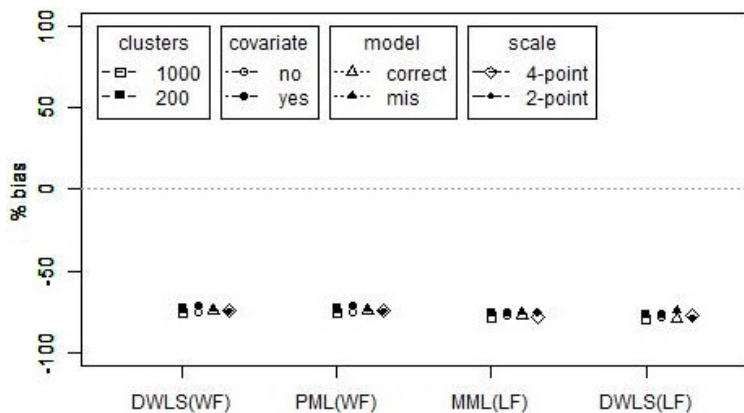 100
50
0
-50
-100
% bias
clusters
1000
200
covariate
no
yes
model
correct
mis
scale
4-point
2-point
DWLS(WF) PML(WF) MML(LF) DWLS(LF)